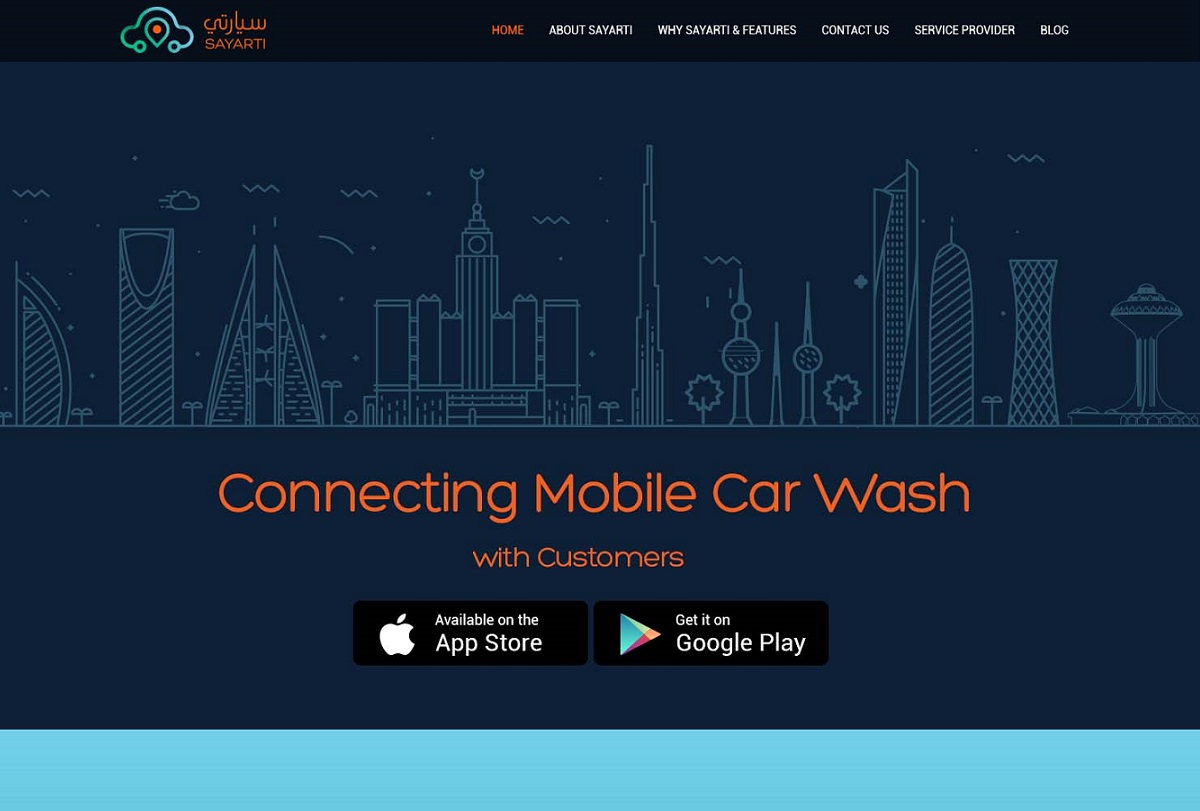 سيارتي
SAYARTI
HOME ABOUT SAYARTI WHY SAYARTI & FEATURES CONTACT US SERVICE PROVIDER BLOG
Connecting Mobile Car Wash
with Customers
Available on the
App Store
Get it on
Google Play